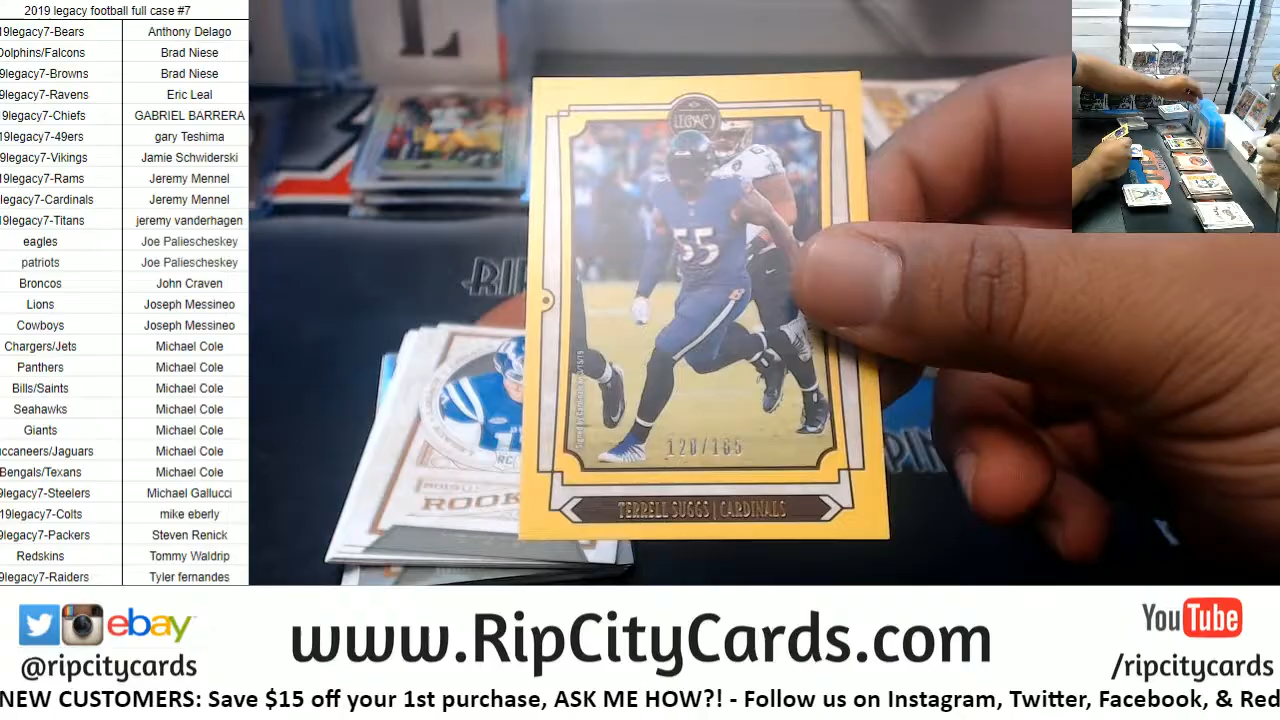 2019 legacy football full case #7
19legacy7-Bears Anthony Delago
Dolphins/Falcons Brad Niese
9legacy7-Browns Brad Niese
9legacy7-Ravens Eric Leal
9legacy7-Chiefs GABRIEL BARRERA
19legacy7-49ers gary Teshima
9legacy7-Vikings Jamie Schwiderski
19legacy7-Rams Jeremy Mennel
egacy7-Cardinals Jeremy Mennel
19legacy7-Titans jeremy vanderhagen
eagles Joe Paliescheskey
patriots Joe Paliescheskey
Broncos John Craven
Lions Joseph Messineo
Cowboys Joseph Messineo
Chargers/Jets Michael Cole
Panthers Michael Cole
Bills/Saints Michael Cole
Seahawks Michael Cole
Giants Michael Cole
uccaneers/Jaguars Michael Cole
Bengals/Texans Michael Cole
9legacy7-Steelers Michael Gallucci
19legacy7-Colts mike eberly
9legacy7-Packers Steven Renick
Redskins Tommy Waldrip
9legacy7-Raiders Tyler fernandes
L
LEGACY
55
128/165
TERRELL SUGGS | CARDINALS
RC
ROOK
RIP
RIP
ebay
@ripcitycards
www.RipCityCards.com
YouTube
/ripcitycards
NEW CUSTOMERS: Save $15 off your 1st purchase, ASK ME HOW?! - Follow us on Instagram, Twitter, Facebook, & Red